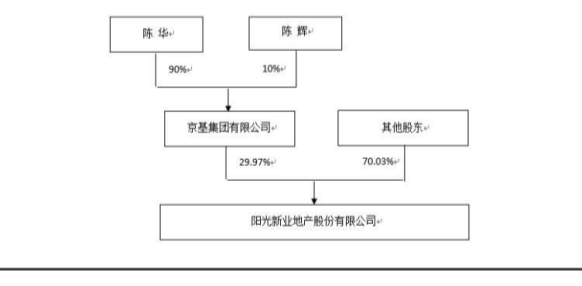 陈 华
陈 辉
90%
10%
京基集团有限公司
其他股东
29.97%
70.03%
阳光新业地产股份有限公司